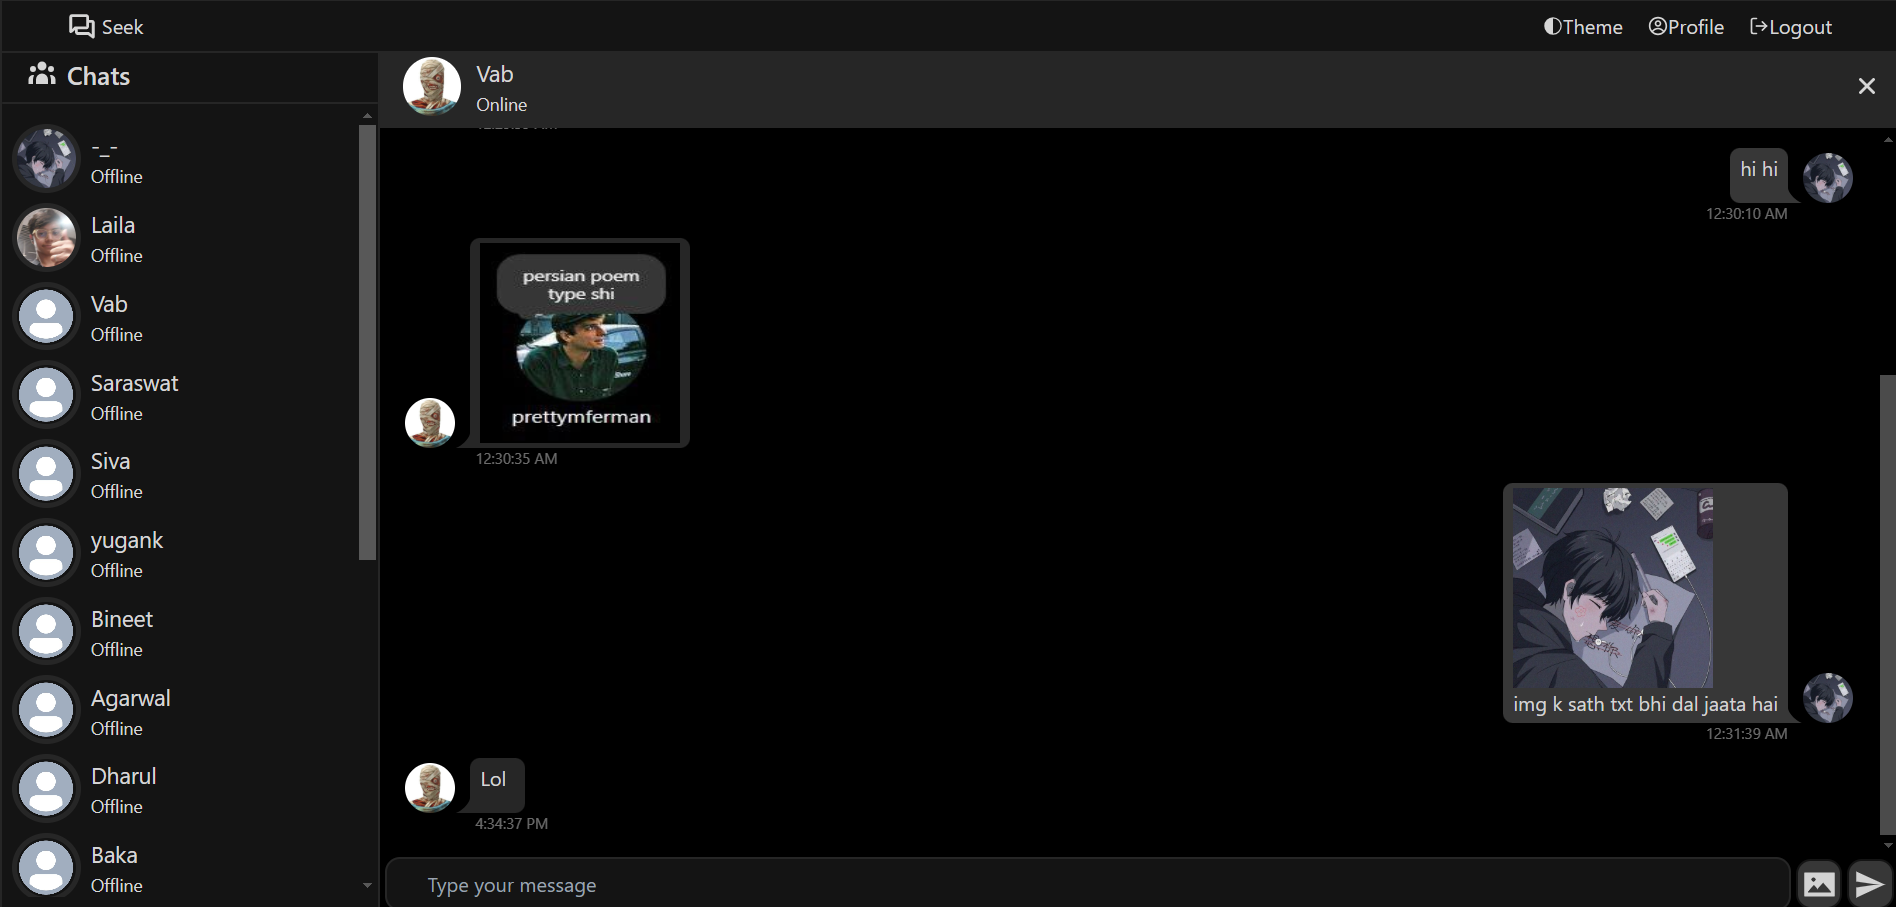 Seek
Theme
Profile
Logout
Chats
-_-
Offline
Laila
Offline
Vab
Offline
Saraswat
Offline
Siva
Offline
yugank
Offline
Bineet
Offline
Agarwal
Offline
Dharul
Offline
Baka
Offline
Vab
Online
hi hi
12:30:10 AM
persian poem
type shi
prettymferman
12:30:35 AM
img k sath txt bhi dal jaata hai
12:31:39 AM
Lol
4:34:37 PM
Type your message